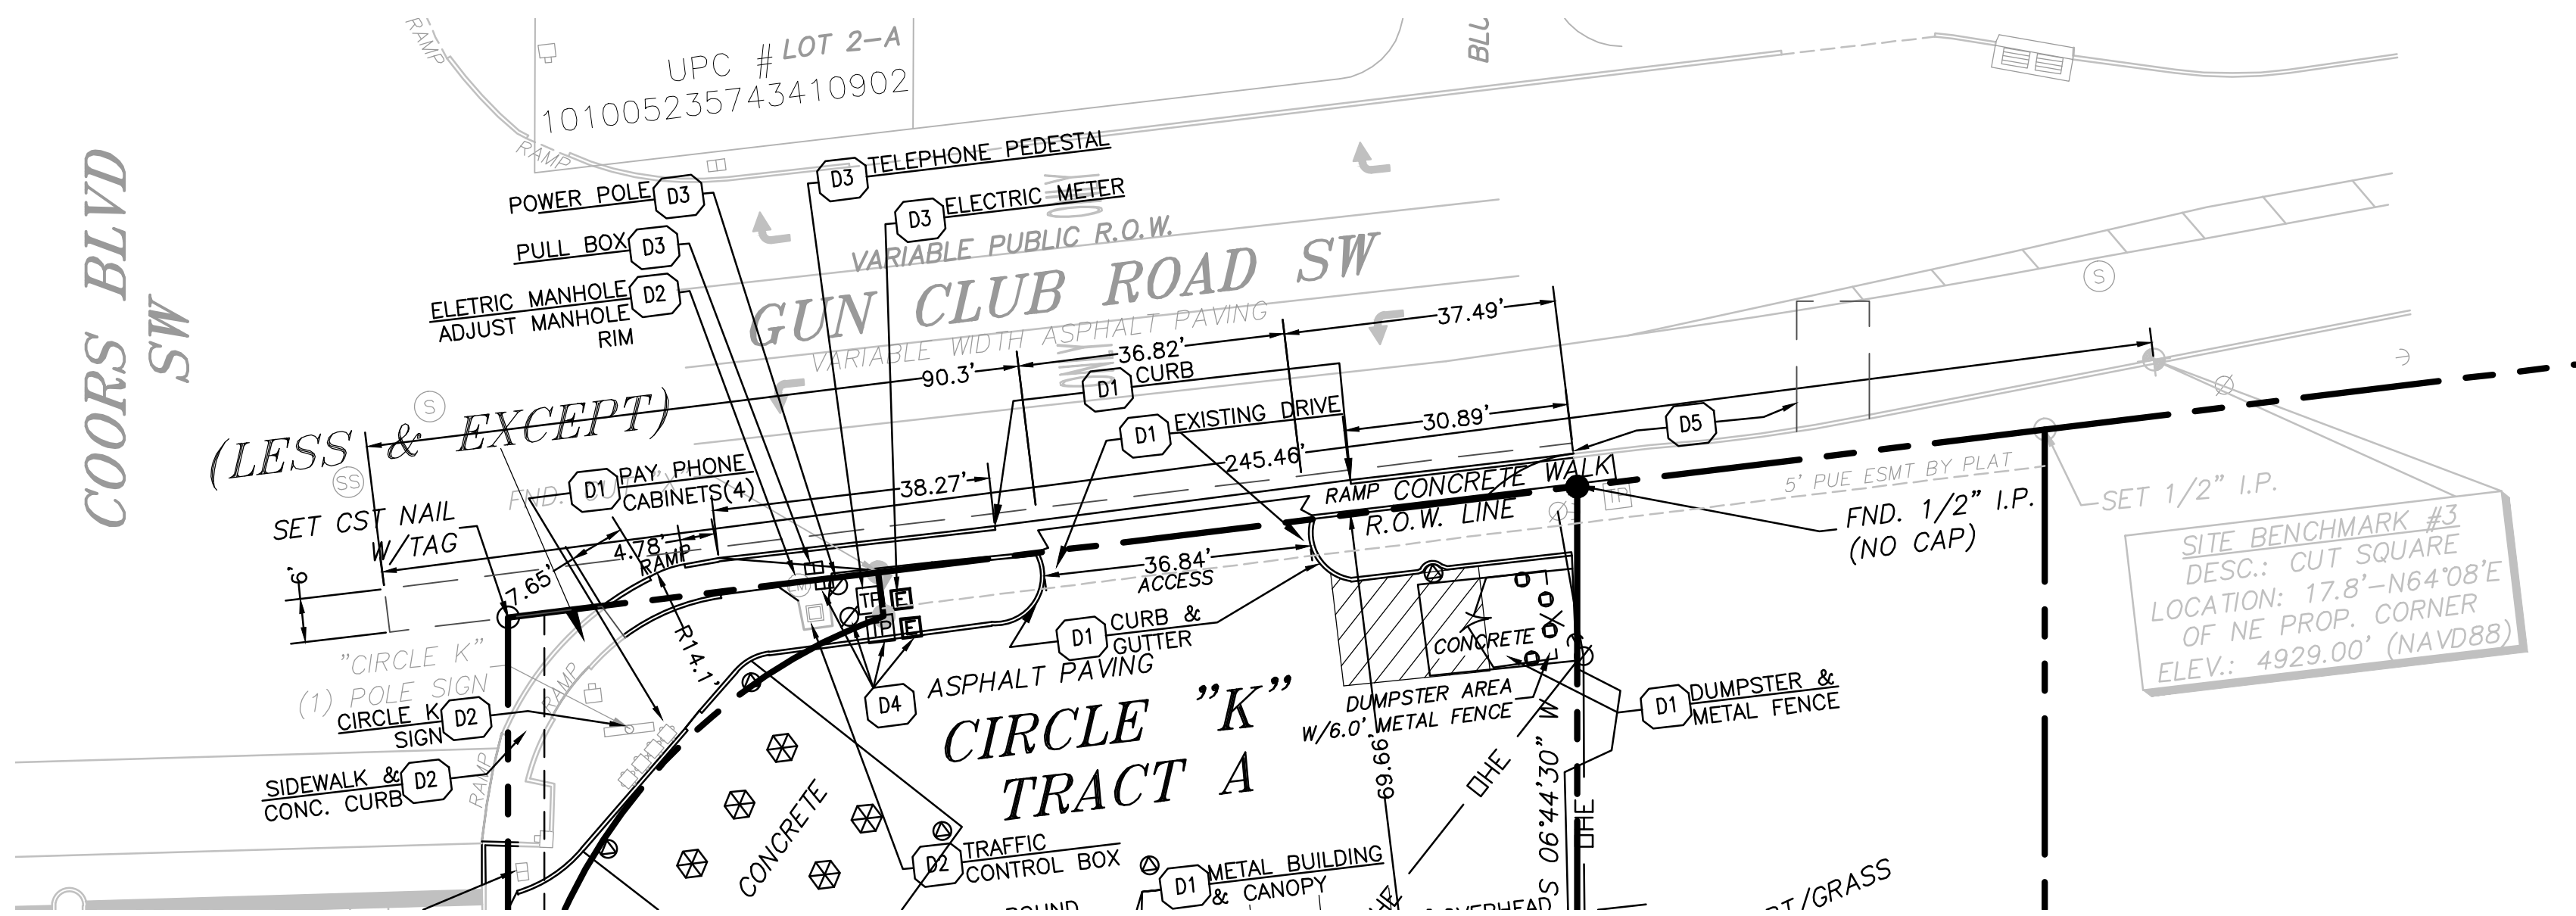 RAMP
UPC # LOT 2-A
101005235743410902
RAMP
COORS BLVD
SW
D3 TELEPHONE PEDESTAL
POWER POLE D3
D3 ELECTRIC METER
PULL BOX D3
ELETRIC MANHOLE D2
ADJUST MANHOLE
RIM
VARIABLE PUBLIC R.O.W.
GUN CLUB ROAD SW
VARIABLE WIDTH ASPHALT PAVING
ONLY
ONLY
S
37.49'
36.82'
90.3'
D1 CURB
S
(LESS & EXCEPT)
D1 EXISTING DRIVE
30.89'
D5
245.46'
SS
D1 PAY PHONE
CABINETS(4)
FND.
38.27'
SET CST NAIL
W/TAG
4.78'
RAMP
7.65'
6'
RAMP CONCRETE WALK
R.O.W. LINE
5' PUE ESMT BY PLAT
TP
SET 1/2" I.P.
FND. 1/2" I.P.
(NO CAP)
SITE BENCHMARK #3
DESC.: CUT SQUARE
LOCATION: 17.8'-N64°08'E
OF NE PROP. CORNER
ELEV.: 4929.00' (NAVD88)
36.84'
ACCESS
TP E
TP E
R14.1'
D1 CURB &
GUTTER
CONCRETE
"CIRCLE K"
(1) POLE SIGN
RAMP
CIRCLE K D2
SIGN
D4
ASPHALT PAVING
DUMPSTER AREA
W/6.0' METAL FENCE
D1 DUMPSTER &
METAL FENCE
CIRCLE "K"
TRACT A
SIDEWALK & D2
CONC. CURB
RAMP
CONCRETE
69.66'
OHE
OHE
S 06°44'30" W
D2 TRAFFIC
CONTROL BOX
D1 METAL BUILDING
& CANOPY
OVERHEAD